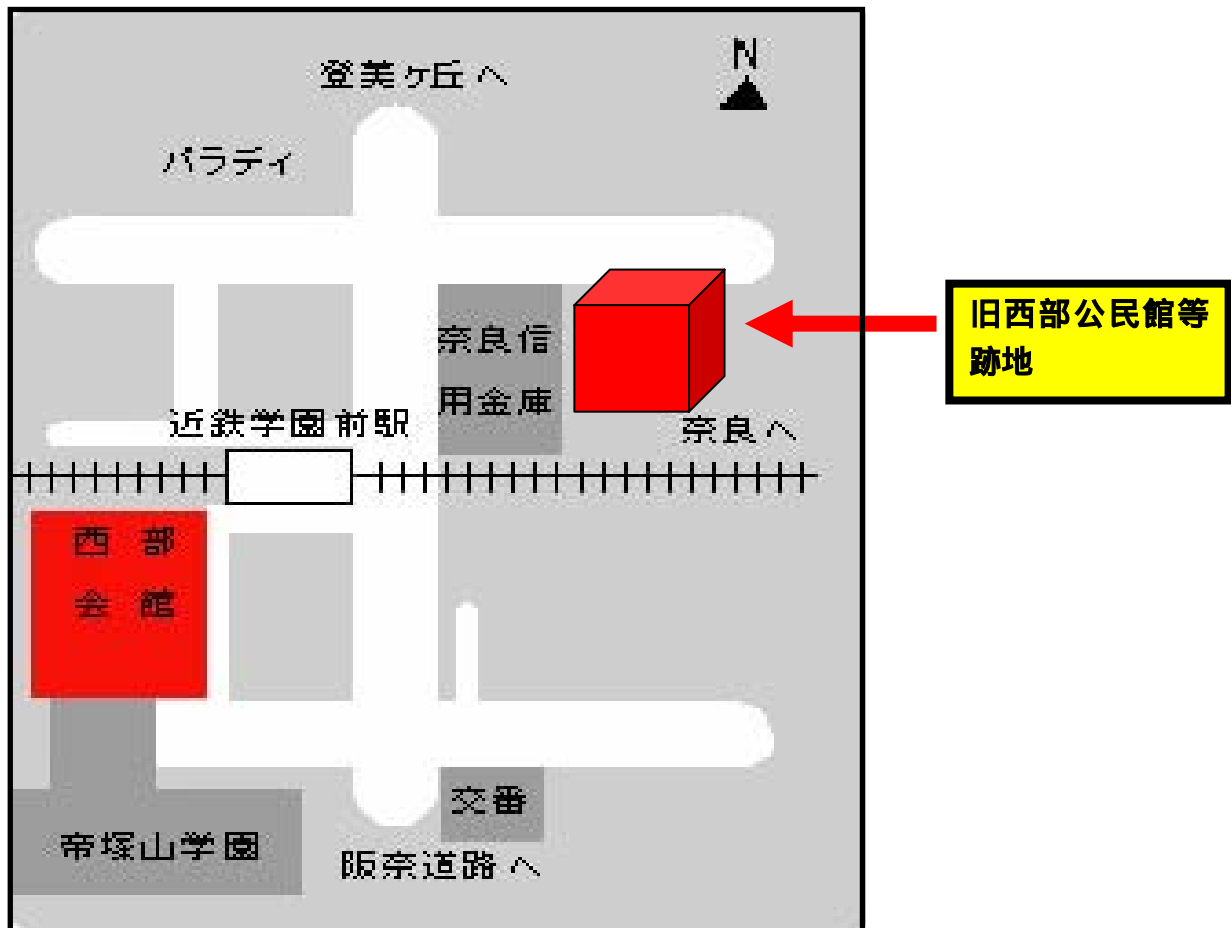 登美ヶ丘へ
N
パラディ
奈良信
用金庫
旧西部公民館等
跡地
近鉄学園前駅
奈良へ
西 部
会 館
交番
帝塚山学園
阪奈道路へ